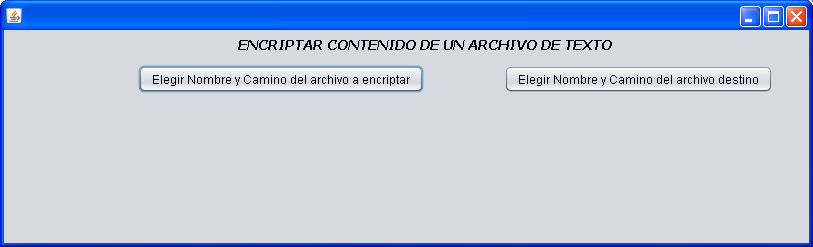 ENCRIPTAR CONTENIDO DE UN ARCHIVO DE TEXTO
Elegir Nombre y Camino del archivo a encriptar
Elegir Nombre y Camino del archivo destino